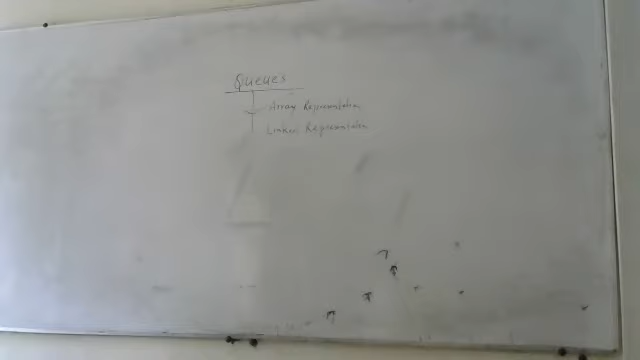 Queues
Array Representation
Linked Representation